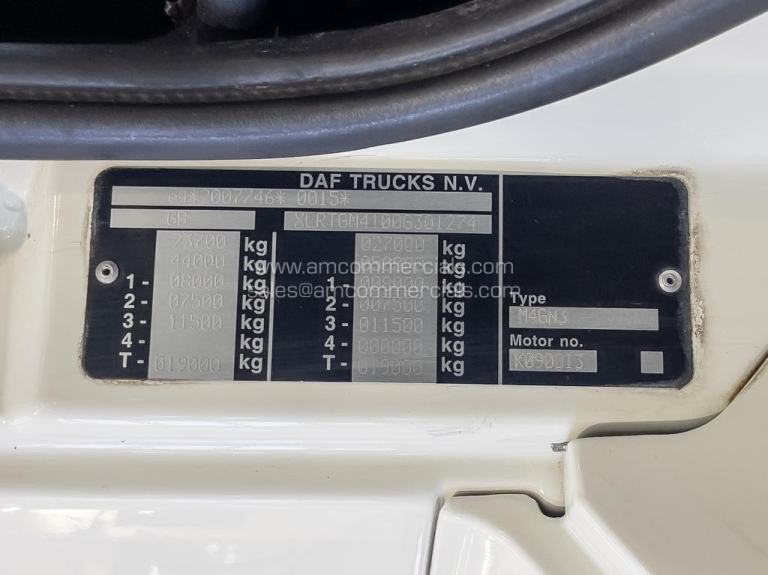 DAF TRUCKS N.V.
e4*2007/46* 0015*
GB XLRTGM4100G301274
23700 kg 027000 kg
44000 kg kg
1- 08000 kg 1- kg
2- 07500 kg 2- 007500 kg
3- 11500 kg 3- 011500 kg
4- kg 4- 000000 kg
T- 019000 kg T- 019000 kg
Type
M4GN3
Motor no.
K090013
www.amcommercials.com
sales@amcommercials.com